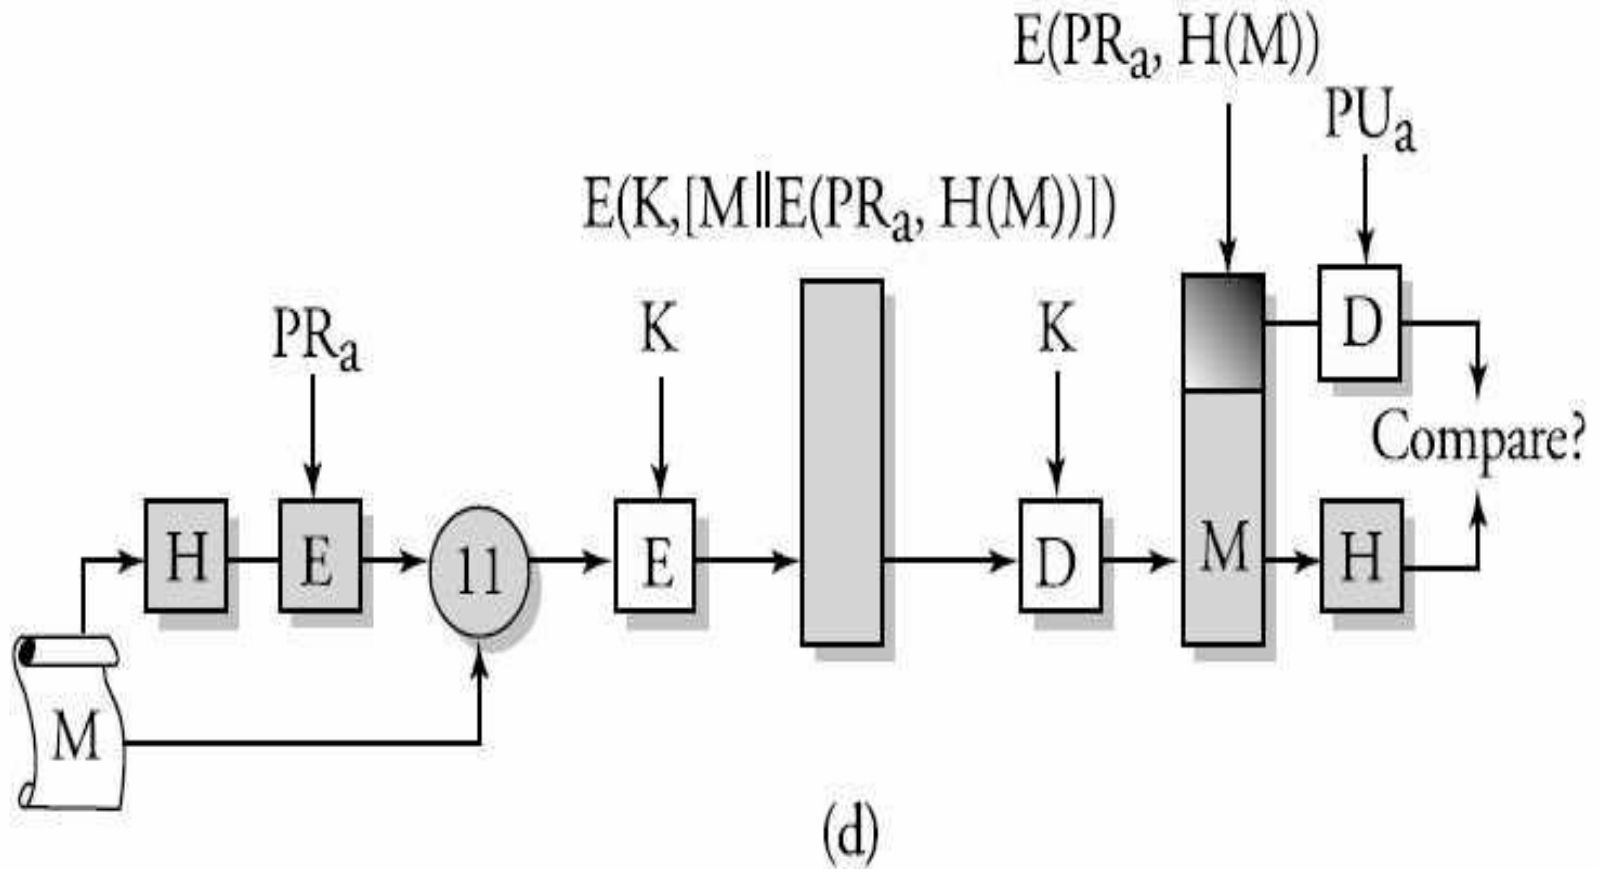 E(PRₐ, H(M))
PUₐ
E(K,[M||E(PRₐ, H(M))])
PRₐ
K
K
D
Compare?
H
E
11
E
D
M
H
M
(d)